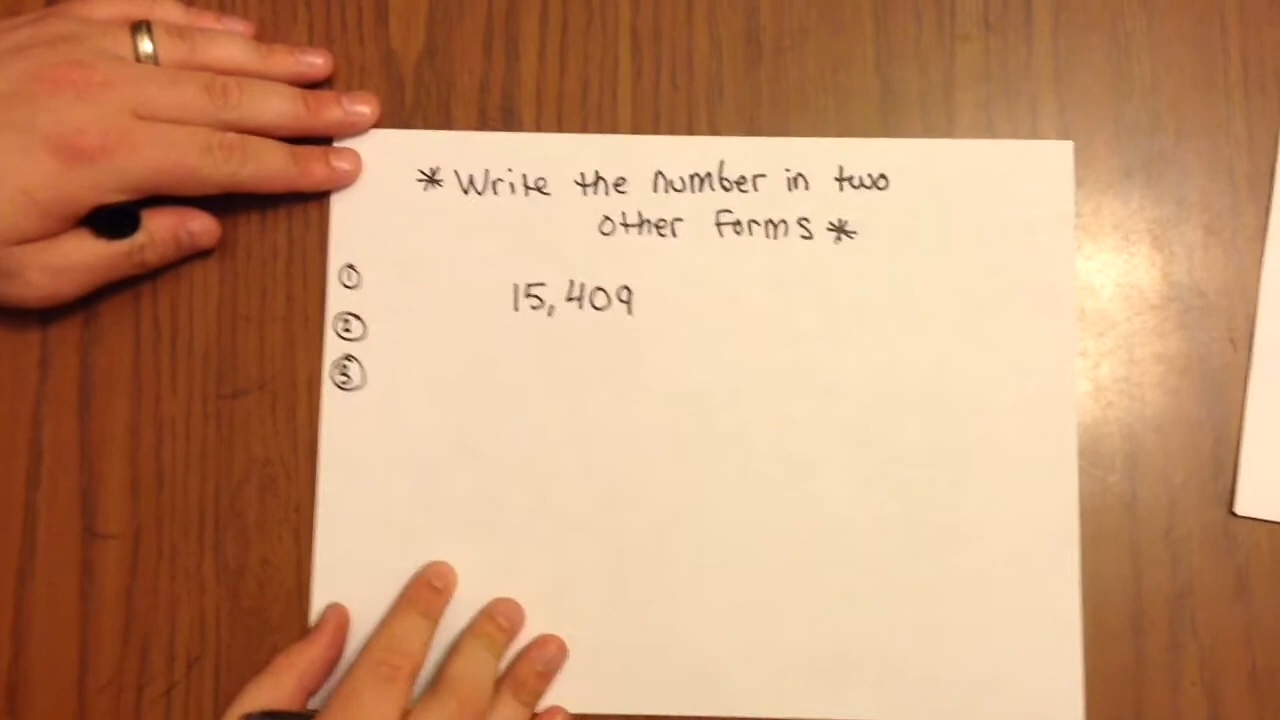 *Write the number in two
other forms*
① 15,409
②
③